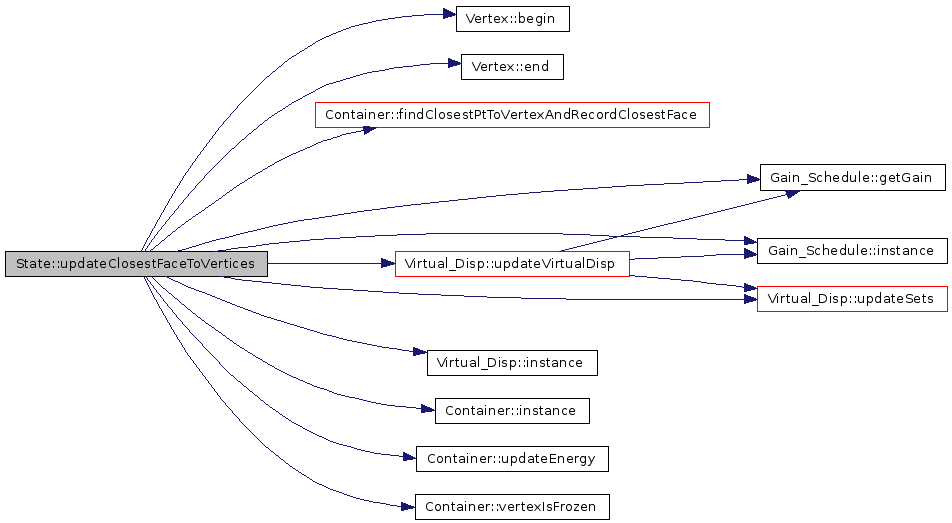 Vertex::begin
Vertex::end
Container::findClosestPtToVertexAndRecordClosestFace
Gain_Schedule::getGain
Gain_Schedule::instance
State::updateClosestFaceToVertices
Virtual_Disp::updateVirtualDisp
Virtual_Disp::updateSets
Virtual_Disp::instance
Container::instance
Container::updateEnergy
Container::vertexIsFrozen